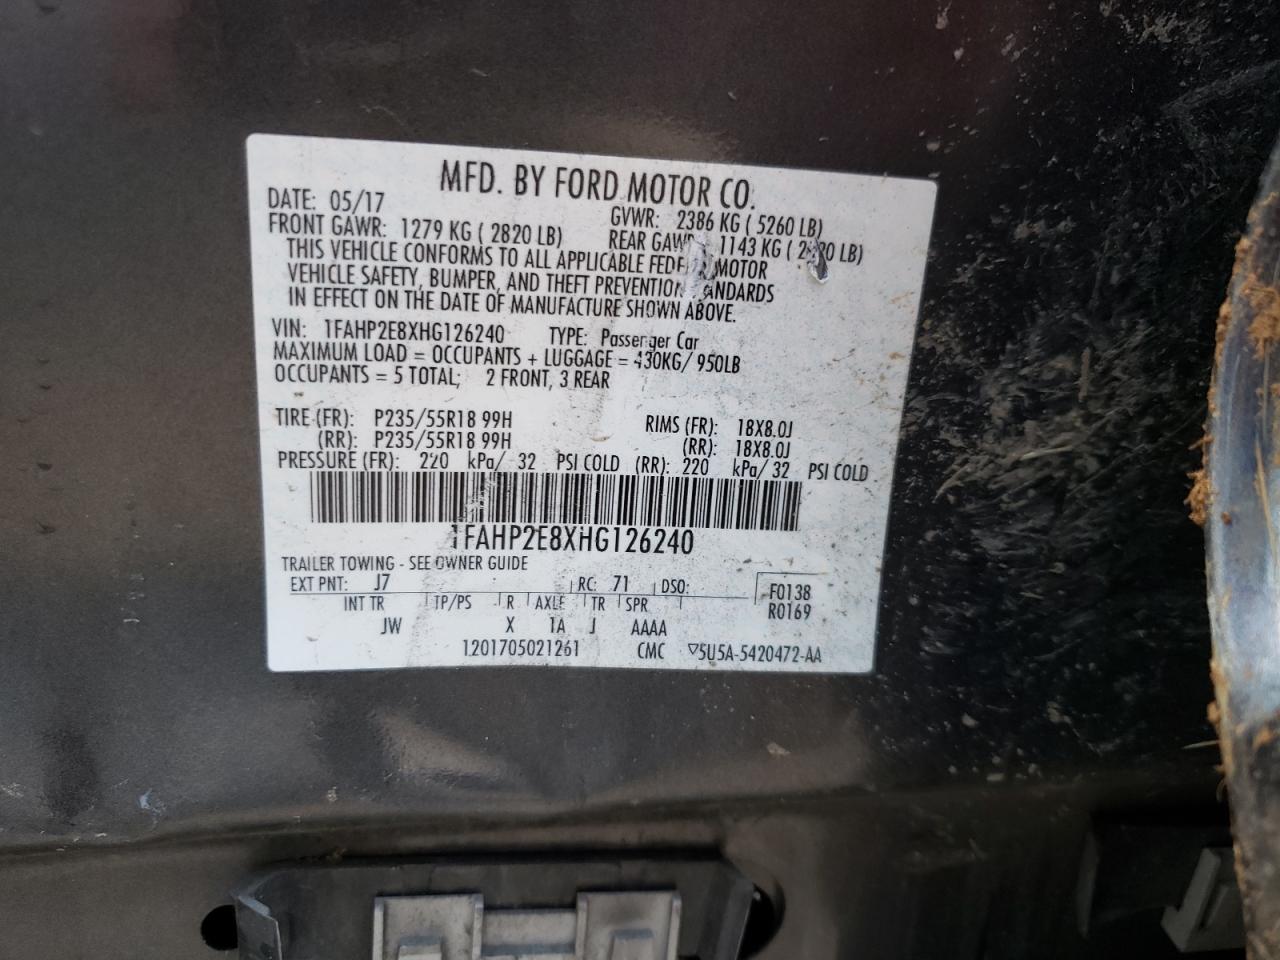 MFD. BY FORD MOTOR CO.
DATE: 05/17 GVWR: 2386 KG ( 5260 LB)
FRONT GAWR: 1279 KG ( 2820 LB) REAR GAWR 1143 KG ( LB)
THIS VEHICLE CONFORMS TO ALL APPLICABLE MOTOR
VEHICLE SAFETY, BUMPER, AND THEFT PREVENTION
IN EFFECT ON THE DATE OF MANUFACTURE SHOWN ABOVE.
VIN: 1FAHP2E8XHG126240 TYPE: Passenger Car
MAXIMUM LOAD = OCCUPANTS + LUGGAGE = 430KG/ 950LB
OCCUPANTS = 5 TOTAL; 2 FRONT, 3 REAR
TIRE (FR): P235/55R18 99H RIMS (FR): 18X8.0J
(RR): P235/55R18 99H (RR): 18X8.0J
PRESSURE (FR): 220 kPa/ 32 PSI COLD (RR): 220 kPa/ 32 PSI COLD
1FAHP2E8XHG126240
TRAILER TOWING - SEE OWNER GUIDE
EXT PNT: J7 RC: 71 DSO: F0138
INT TR TP/PS R AXLE TR SPR R0169
JW X 1A J AAAA
1201705021261 CMC ▽5U5A-5420472-AA